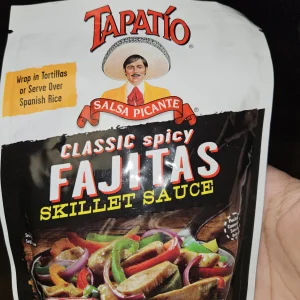 TAPATÍO
Wrap in Tortillas
or Serve Over
Spanish Rice
SALSA PICANTE
CLASSIC spicy
FAJITAS
SKILLET SAUCE